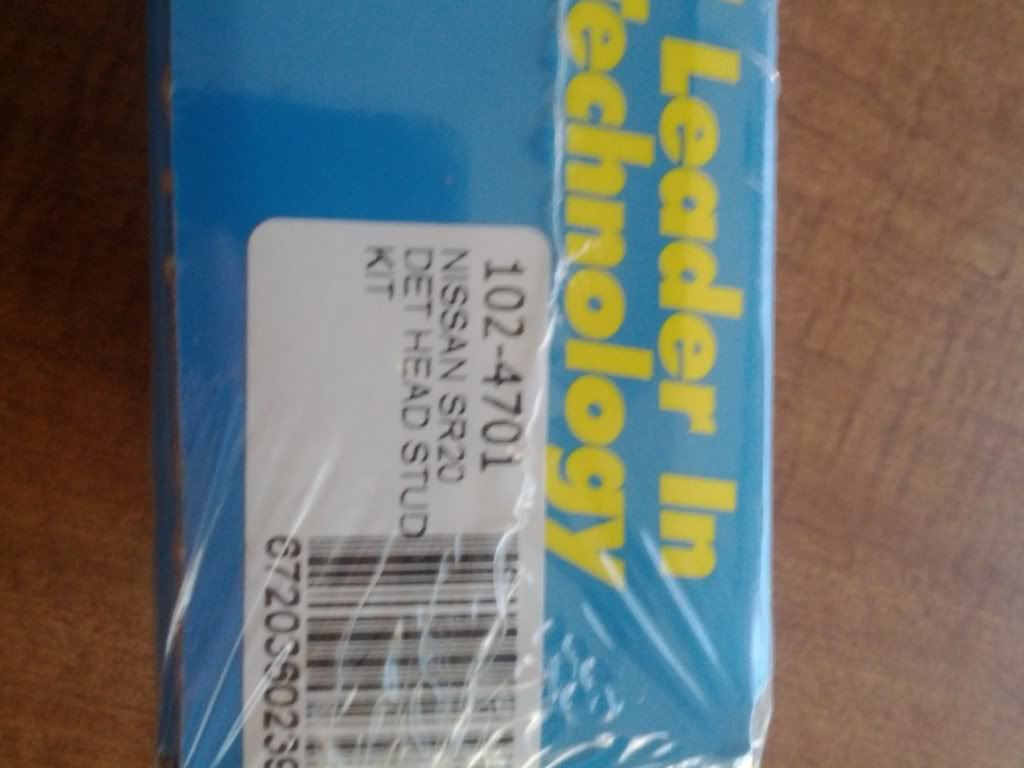 Leader In
Technology
102-4701
NISSAN SR20
DET HEAD STUD
KIT